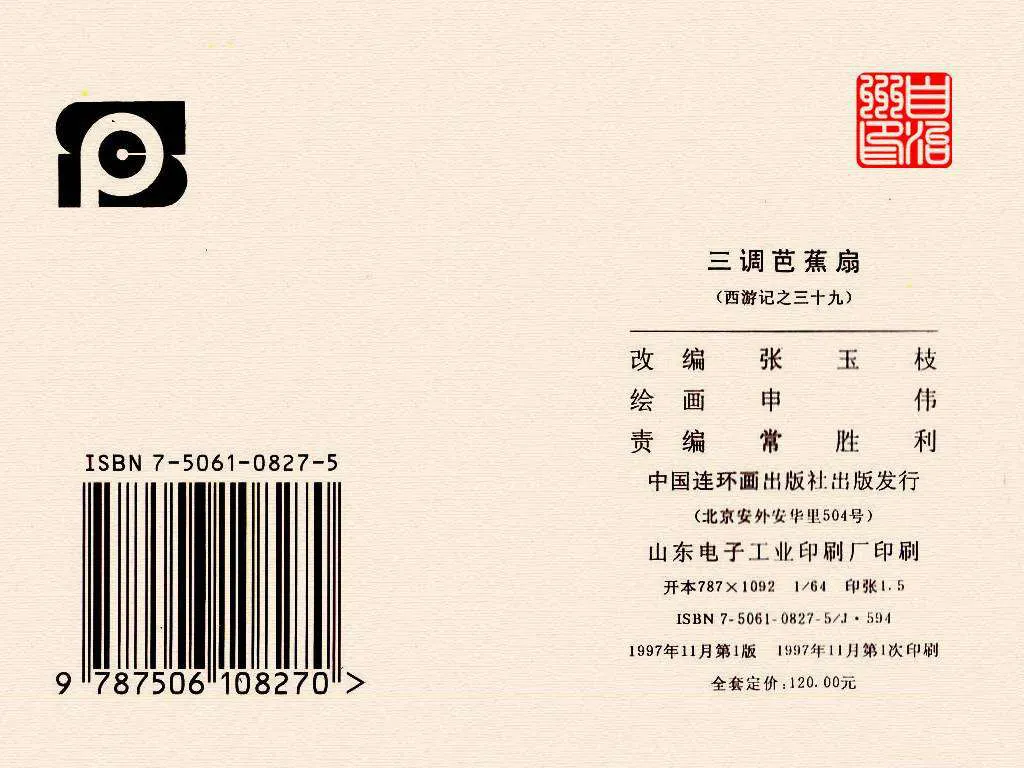 三调芭蕉扇
（西游记之三十九）
改编 张玉枝
绘画 申伟
责编 常胜利
中国连环画出版社出版发行
（北京安外安华里504号）
山东电子工业印刷厂印刷
开本787×1092 1/64 印张1.5
ISBN 7-5061-0827-5/J·594
1997年11月第1版 1997年11月第1次印刷
全套定价:120.00元
ISBN 7-5061-0827-5
9 787506 108270 >